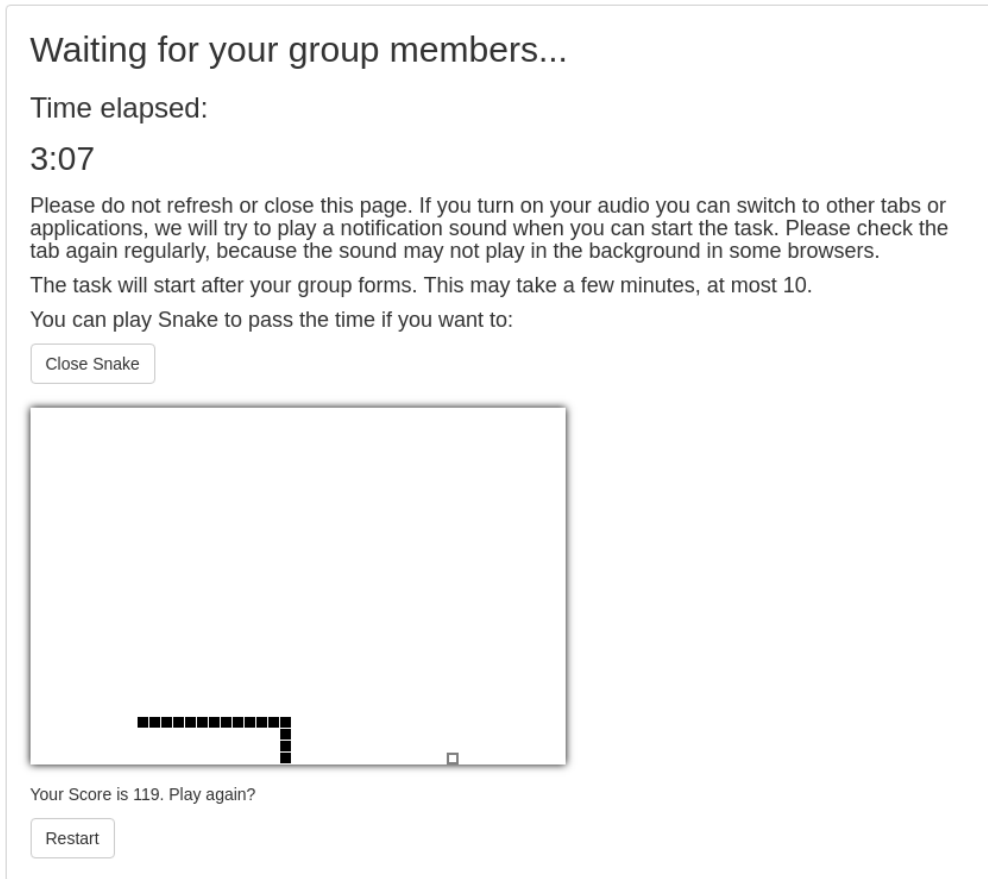 Waiting for your group members...
Time elapsed:
3:07
Please do not refresh or close this page. If you turn on your audio you can switch to other tabs or
applications, we will try to play a notification sound when you can start the task. Please check the
tab again regularly, because the sound may not play in the background in some browsers.
The task will start after your group forms. This may take a few minutes, at most 10.
You can play Snake to pass the time if you want to:
Close Snake
Your Score is 119. Play again?
Restart